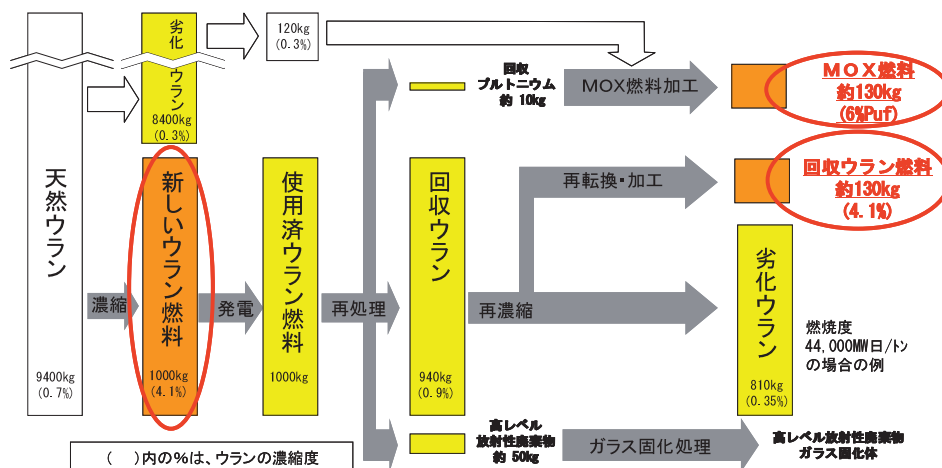 天然ウラン
9400kg
(0.7%)
濃縮
劣化
ウラン
8400kg
(0.3%)
新しいウラン燃料
1000kg
(4.1%)
120kg
(0.3%)
発電
使用済ウラン燃料
1000kg
再処理
回収
プルトニウム
約 10kg
MOX燃料加工
MOX燃料
約130kg
(6%Puf)
回収ウラン
940kg
(0.9%)
再転換・加工
回収ウラン燃料
約130kg
(4.1%)
再濃縮
劣化ウラン
810kg
(0.35%)
燃焼度
44,000MW日/トン
の場合の例
高レベル
放射性廃棄物
約 50kg
ガラス固化処理
高レベル放射性廃棄物
ガラス固化体
( )内の%は、ウランの濃縮度